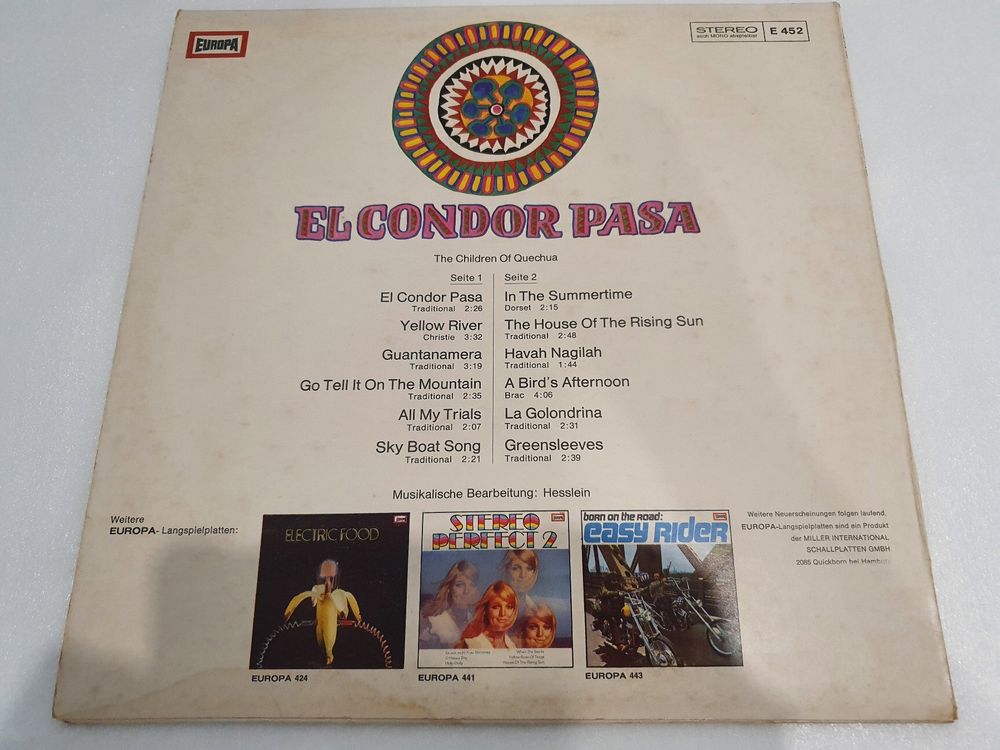 EUROPA
STEREO
auch MONO abspielbar
E 452
EL CONDOR PASA
The Children Of Quechua
Seite 1
El Condor Pasa
Traditional 2:26
Yellow River
Christie 3:32
Guantanamera
Traditional 3:19
Go Tell It On The Mountain
Traditional 2:35
All My Trials
Traditional 2:07
Sky Boat Song
Traditional 2:21
Seite 2
In The Summertime
Dorset 2:15
The House Of The Rising Sun
Traditional 2:48
Havah Nagilah
Traditional 1:44
A Bird's Afternoon
Brac 4:06
La Golondrina
Traditional 2:31
Greensleeves
Traditional 2:39
Musikalische Bearbeitung: Hesslein
Weitere
EUROPA-Langspielplatten:
ELECTRIC FOOD
EUROPA 424
STEREO
PERFECT 2
House Of The Rising Sun
EUROPA 441
born on the road:
easy Rider
EUROPA 443
Weitere Neuerscheinungen folgen laufend.
EUROPA-Langspielplatten sind ein Produkt
der MILLER INTERNATIONAL
SCHALLPLATTEN GMBH
2085 Quickborn bei Hamburg